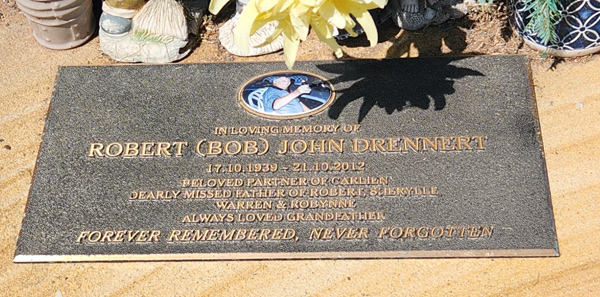 IN LOVING MEMORY OF
ROBERT (BOB) JOHN DRENNERT
17.10.1939 - 21.10.2012
BELOVED PARTNER OF CARLIEN
DEARLY MISSED FATHER OF ROBERT, SHERYLLE
WARREN & ROBYNNE
ALWAYS LOVED GRANDFATHER
FOREVER REMEMBERED, NEVER FORGOTTEN